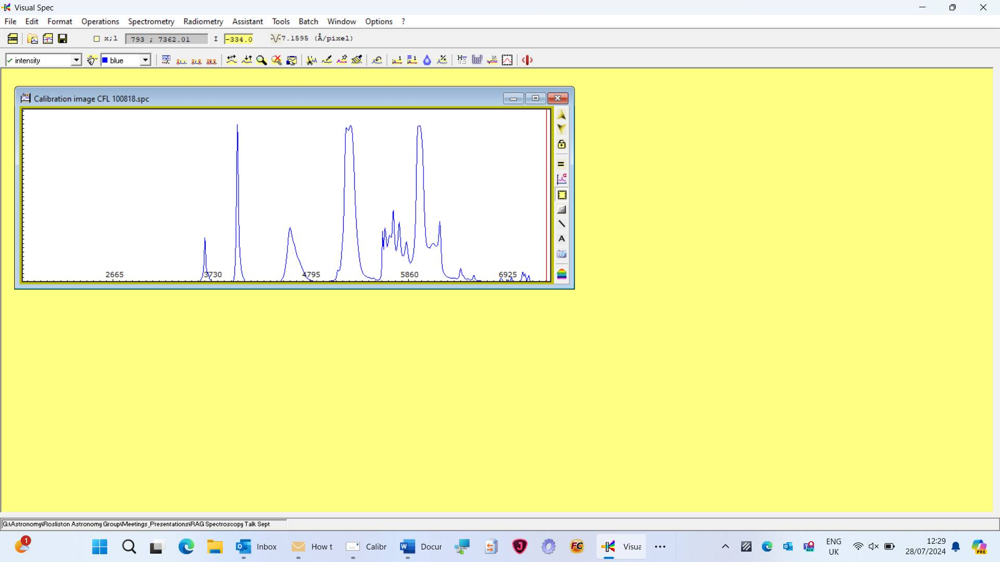 Visual Spec
File Edit Format Operations Spectrometry Radiometry Assistant Tools Batch Window Options ?
x;l 793 ; 7362.01 I -334.0 7.1595 (Å/pixel)
intensity blue
Calibration image CFL 100818.spc
A
2665 3730 4795 5860 6925
G:\Astronomy\Rosliston Astronomy Group\Meetings_Presentations\RAG Spectroscopy Talk Sept
1 Inbox How t Calibr Docur FC Visua ENG 12:29
UK 28/07/2024 PRE